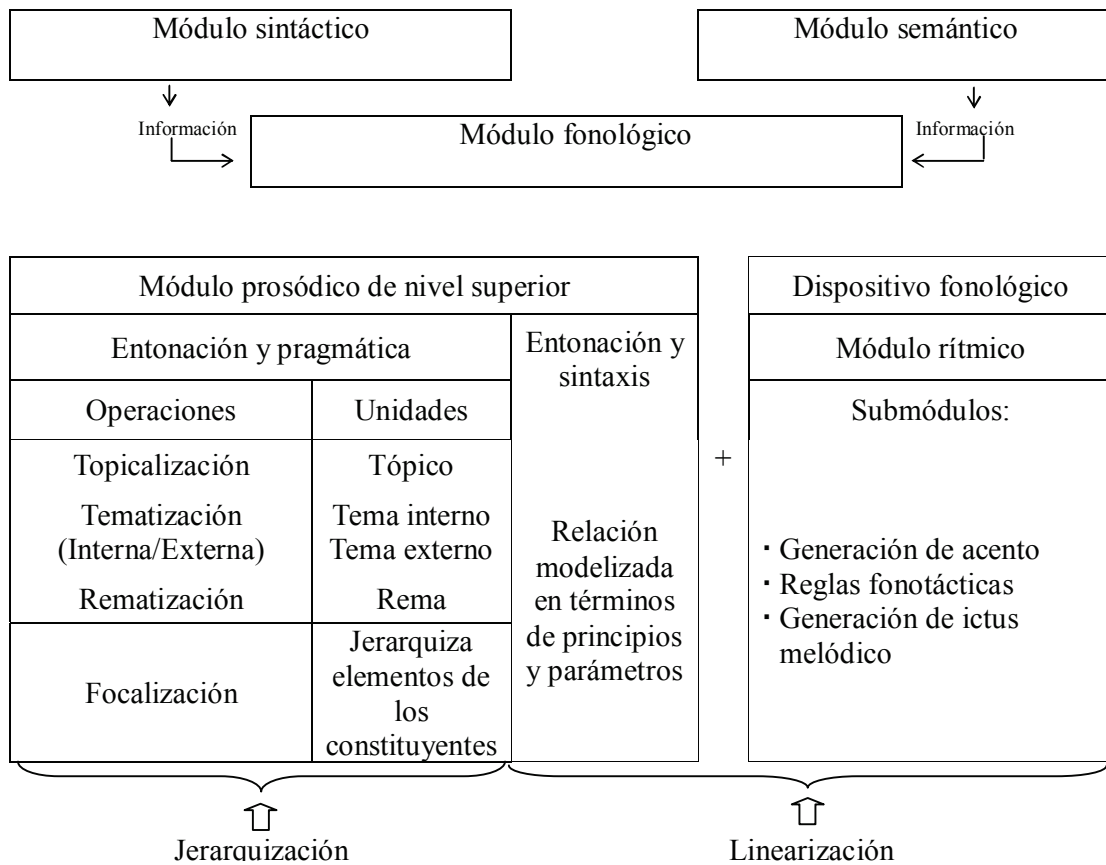 Módulo sintáctico
Módulo semántico
Información
Módulo fonológico
Información
Módulo prosódico de nivel superior
Dispositivo fonológico
Entonación y pragmática
Entonación y
sintaxis
Módulo rítmico
Operaciones
Unidades
Submódulos:
Topicalización
Tópico
+
Tematización
(Interna/Externa)
Tema interno
Tema externo
Rematización
Rema
Focalización
Jerarquiza
elementos de
los
constituyentes
Relación
modelizada
en términos
de principios
y parámetros
· Generación de acento
· Reglas fonotácticas
· Generación de ictus
melódico
Jerarquización
Linearización